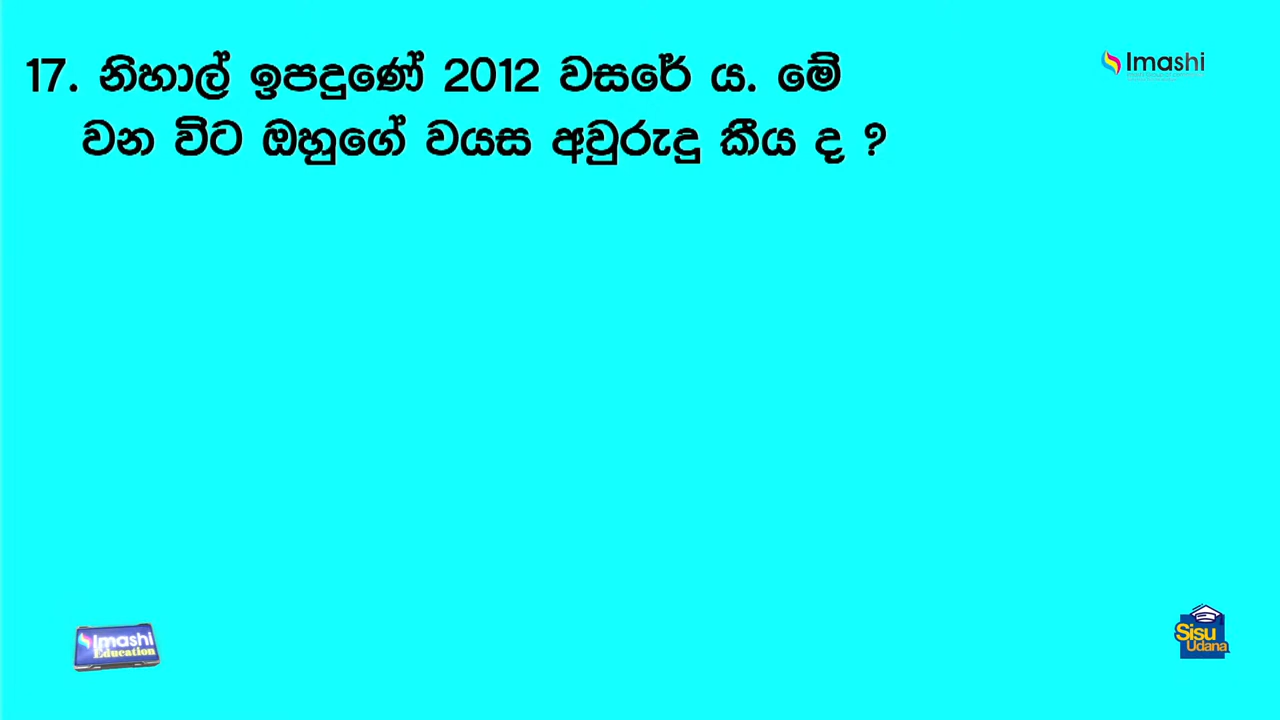 17. නිහාල් ඉපදුණේ 2012 වසරේ ය. මේ
වන විට ඔහුගේ වයස අවුරුදු කීය ද ?
Imashi
Imashi
Education
Sisu
Udana